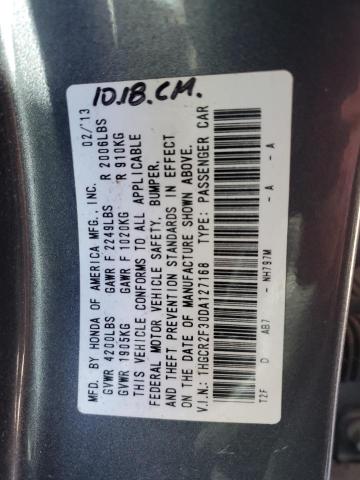 10.18.C.M.
MFD. BY HONDA OF AMERICA MFG., INC. 02/'13
GVWR 4200LBS GAWR F 2249LBS R 2006LBS
GVWR 1905KG GAWR F 1020KG R 910KG
THIS VEHICLE CONFORMS TO ALL APPLICABLE
FEDERAL MOTOR VEHICLE SAFETY, BUMPER,
AND THEFT PREVENTION STANDARDS IN EFFECT
ON THE DATE OF MANUFACTURE SHOWN ABOVE.
V.I.N.: 1HGCR2F30DA127168 TYPE: PASSENGER CAR
T2F D AB7 - NH797M - A - A